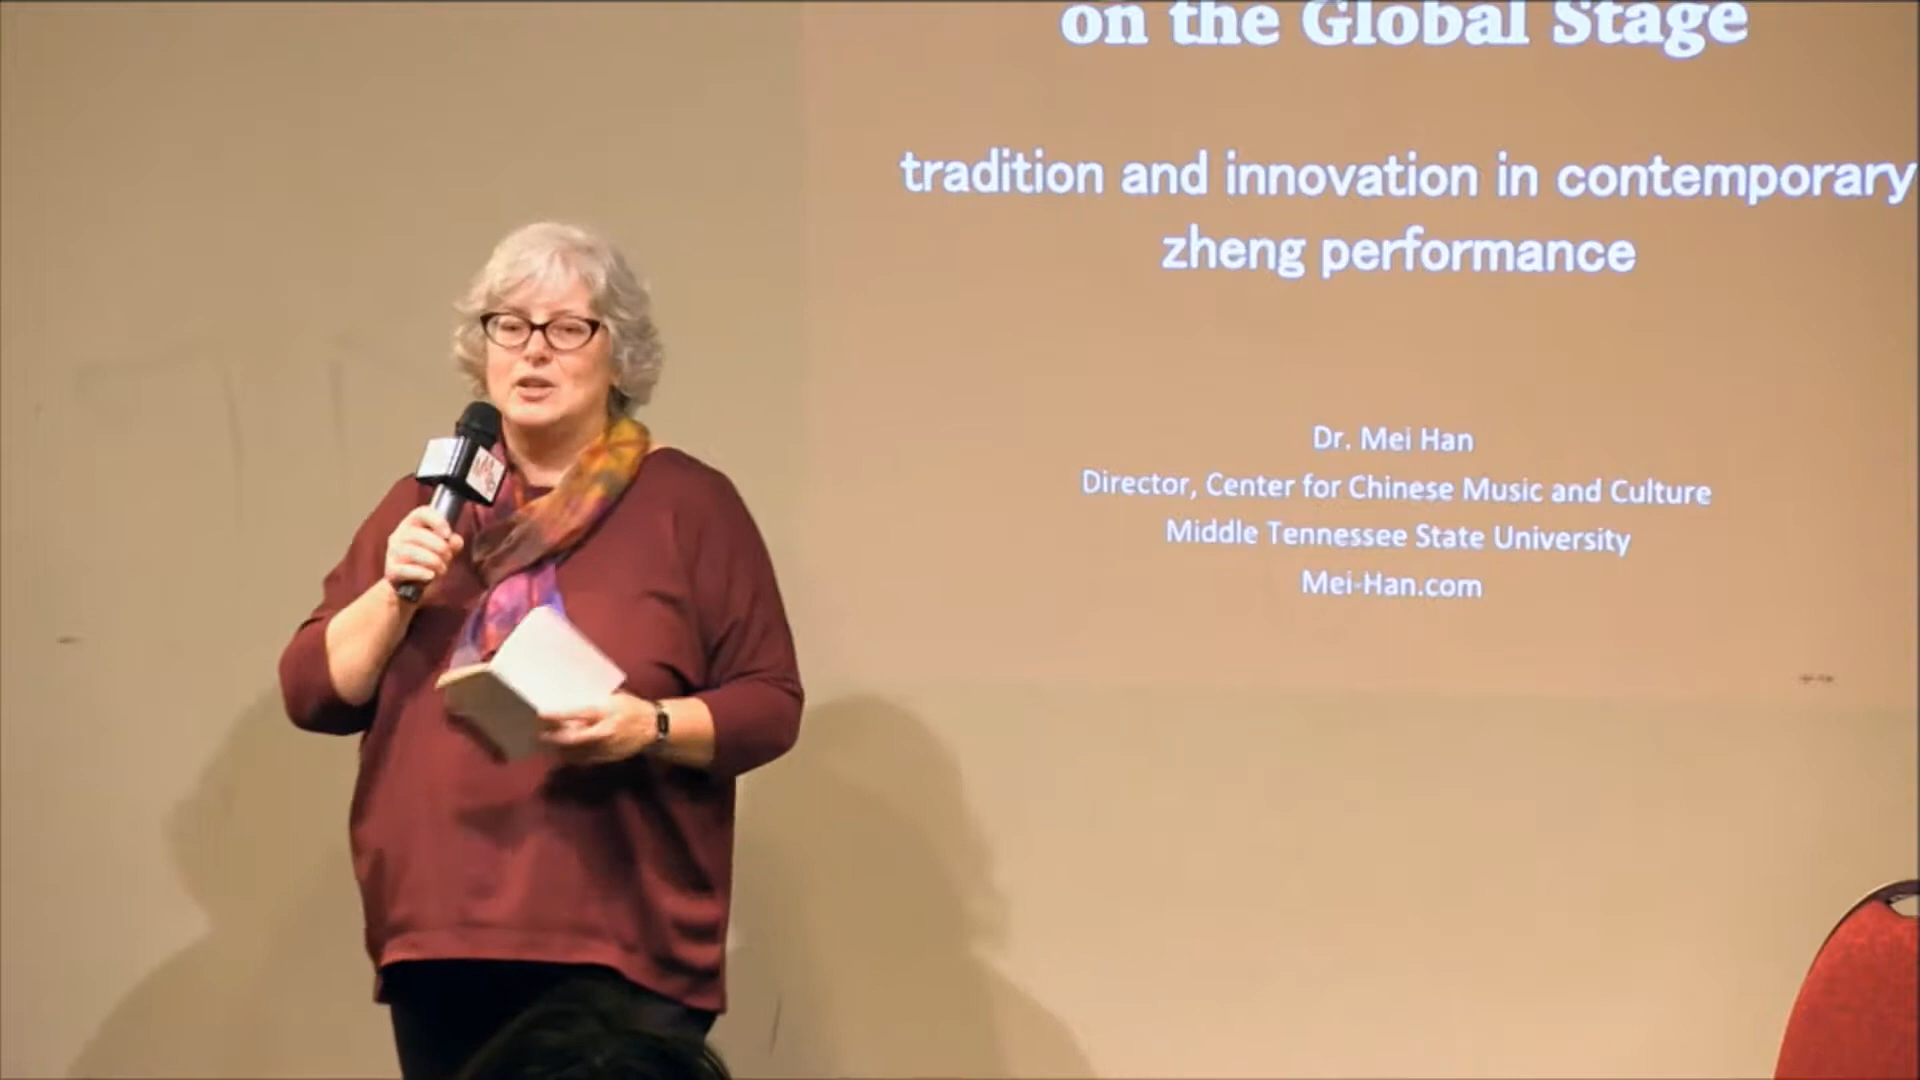 on the Global Stage
tradition and innovation in contemporary
zheng performance
Dr. Mei Han
Director, Center for Chinese Music and Culture
Middle Tennessee State University
Mei-Han.com